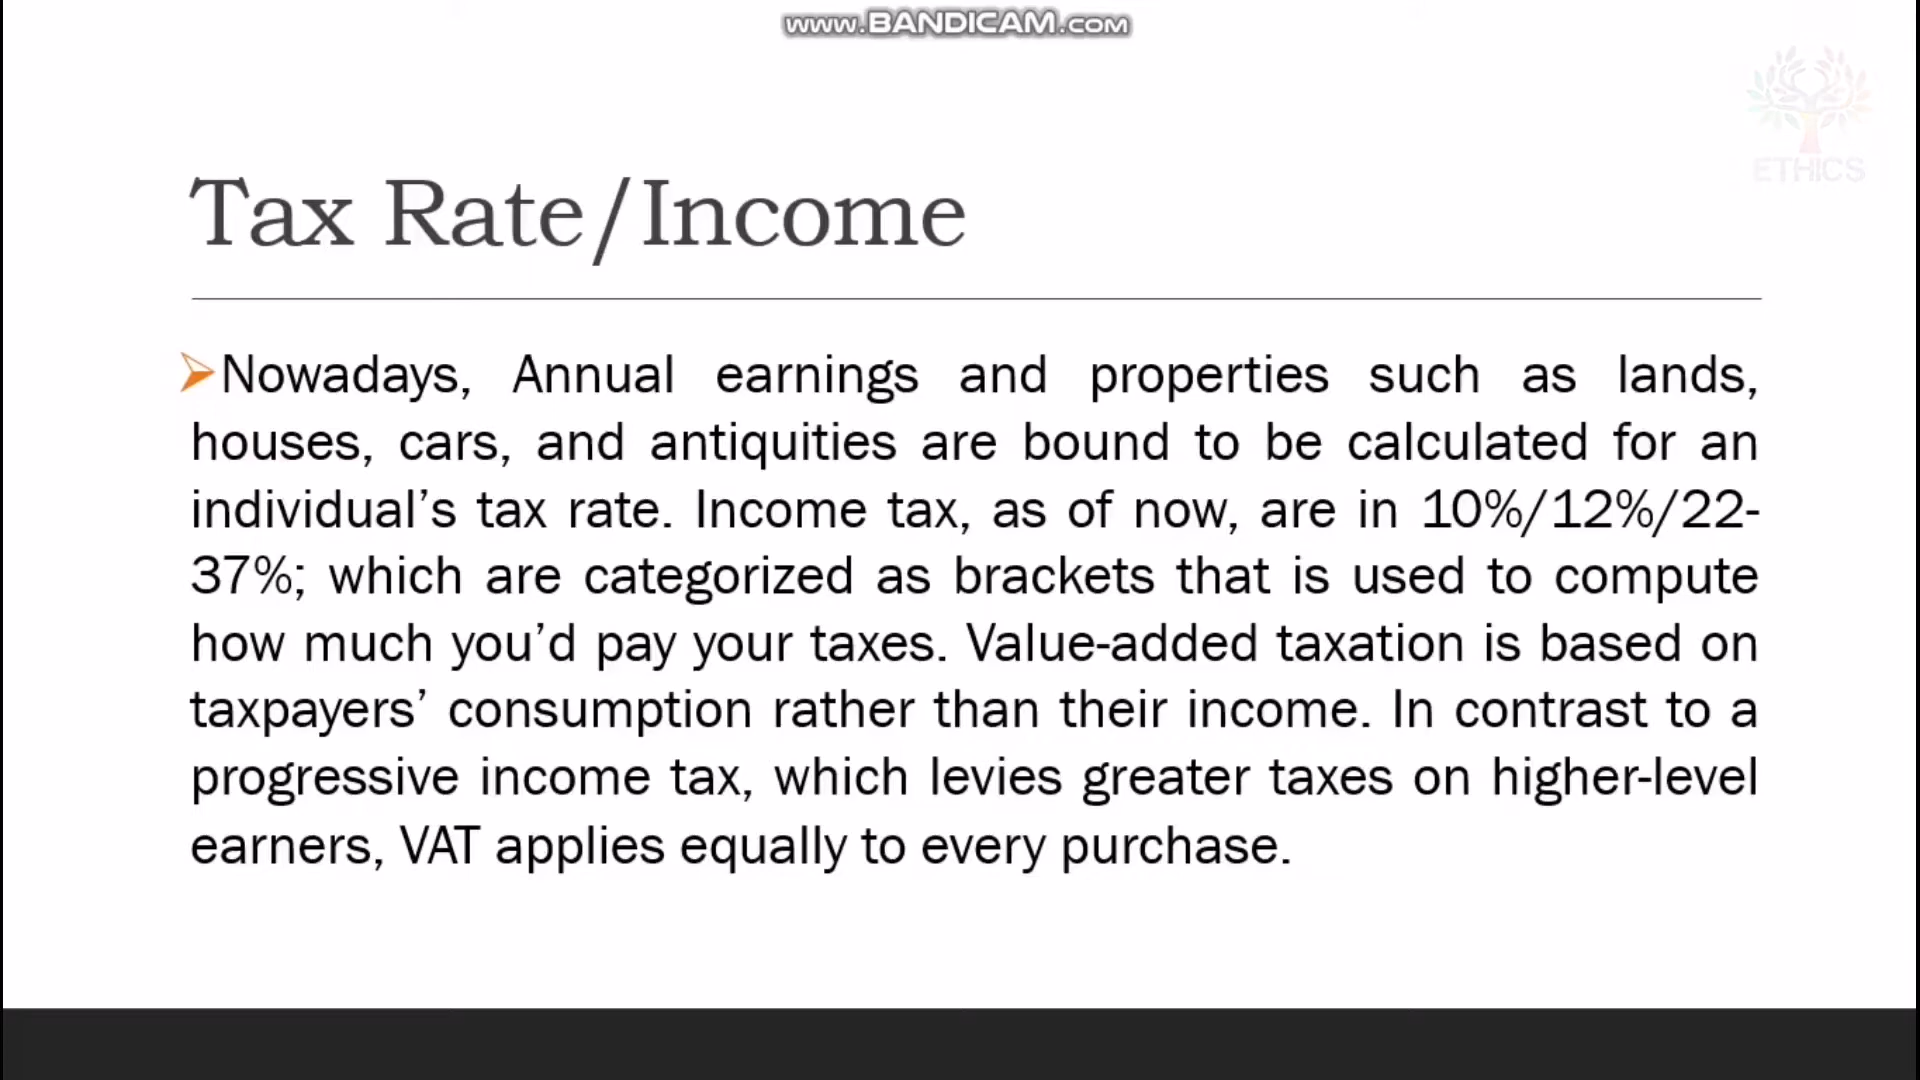 www.BANDICAM.com
ETHICS
Tax Rate/Income
Nowadays, Annual earnings and properties such as lands,
houses, cars, and antiquities are bound to be calculated for an
individual’s tax rate. Income tax, as of now, are in 10%/12%/22-
37%; which are categorized as brackets that is used to compute
how much you’d pay your taxes. Value-added taxation is based on
taxpayers’ consumption rather than their income. In contrast to a
progressive income tax, which levies greater taxes on higher-level
earners, VAT applies equally to every purchase.